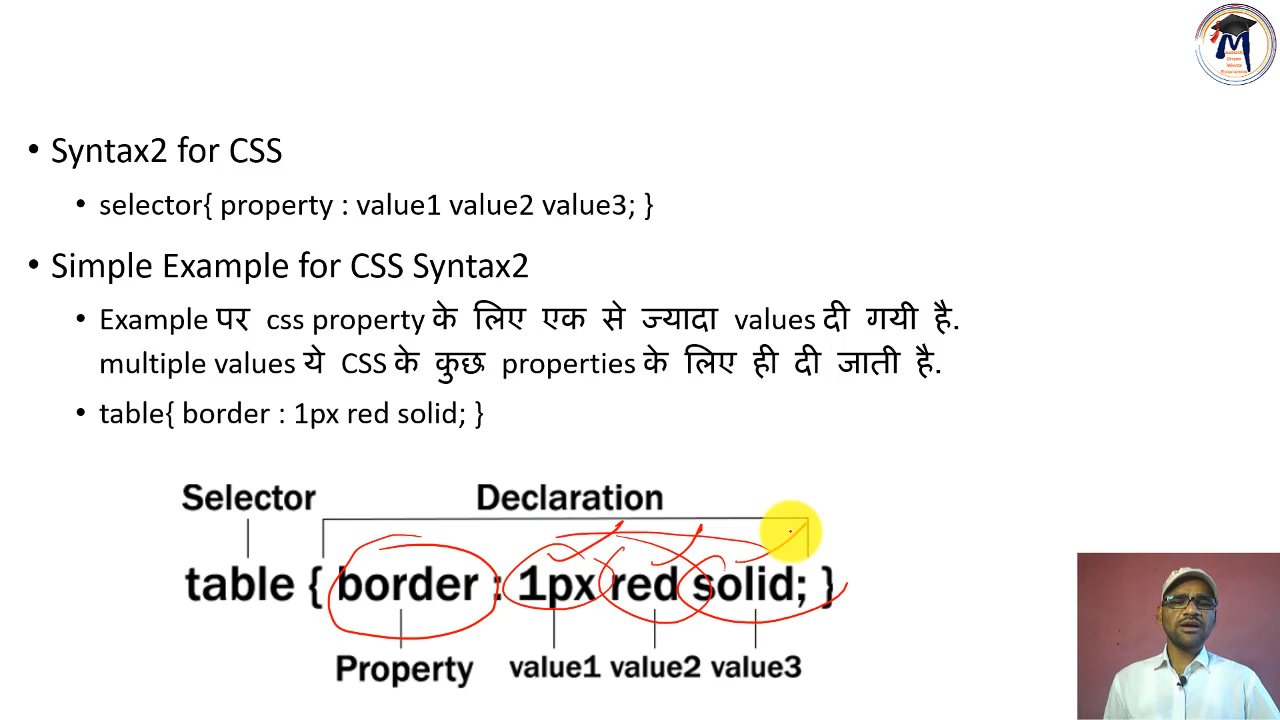 • Syntax2 for CSS
• selector{ property : value1 value2 value3; }
• Simple Example for CSS Syntax2
• Example पर css property के लिए एक से ज्यादा values दी गयी है.
multiple values ये CSS के कुछ properties के लिए ही दी जाती है.
• table{ border : 1px red solid; }
Selector Declaration
table { border : 1px red solid; }
Property value1 value2 value3